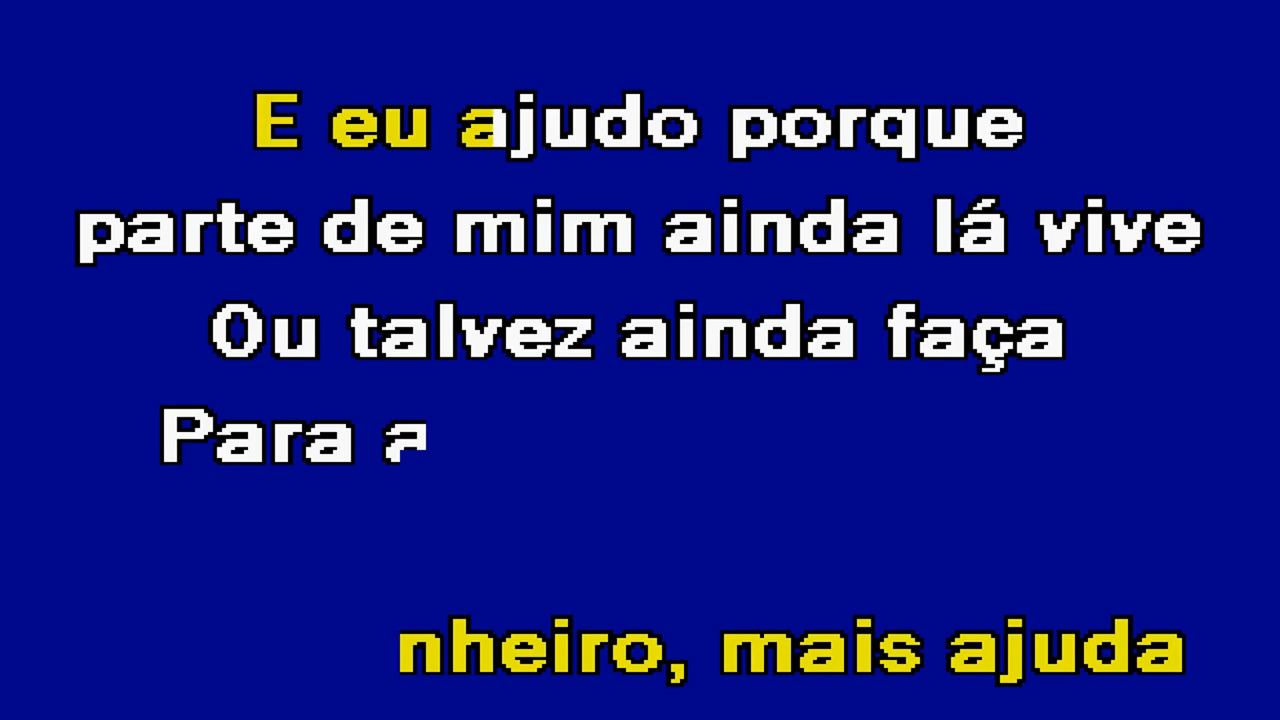 E eu ajudo porque
parte de mim ainda lá vive
Ou talvez ainda faça
Para a
nheiro, mais ajuda